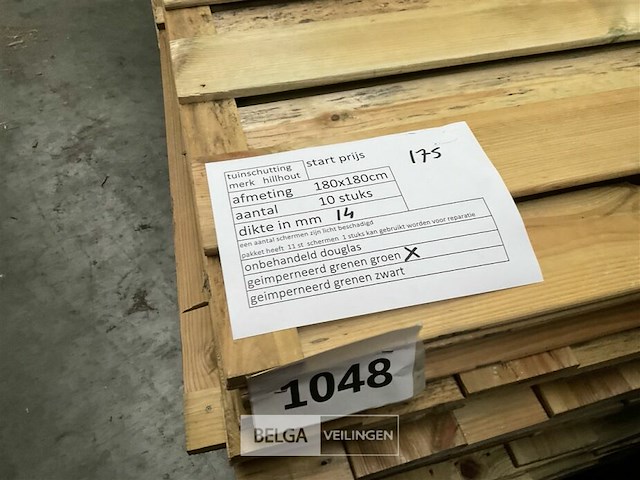 tuinschutting
merk hillhout
start prijs 175
afmeting 180x180cm
aantal 10 stuks
dikte in mm 14
een aantal schermen zijn licht beschadigd
pakket heeft 11 st schermen 1 stuks kan gebruikt worden voor reparatie
onbehandeld douglas
geimperneerd grenen groen X
geimperneerd grenen zwart
1048
BELGA VEILINGEN